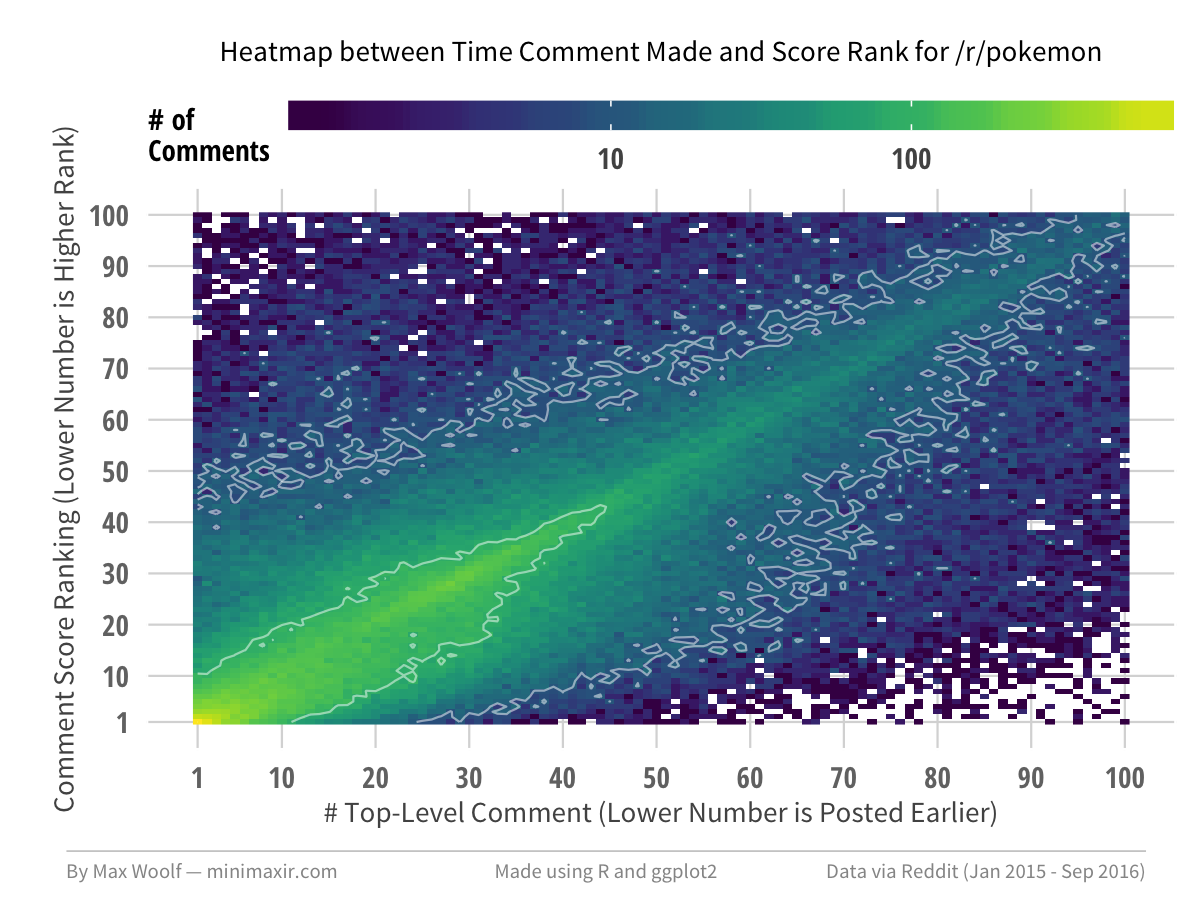 Heatmap between Time Comment Made and Score Rank for /r/pokemon
# of
Comments
10
100
Comment Score Ranking (Lower Number is Higher Rank)
100
90
80
70
60
50
40
30
20
10
1
1 10 20 30 40 50 60 70 80 90 100
# Top-Level Comment (Lower Number is Posted Earlier)
By Max Woolf — minimaxir.com
Made using R and ggplot2
Data via Reddit (Jan 2015 - Sep 2016)